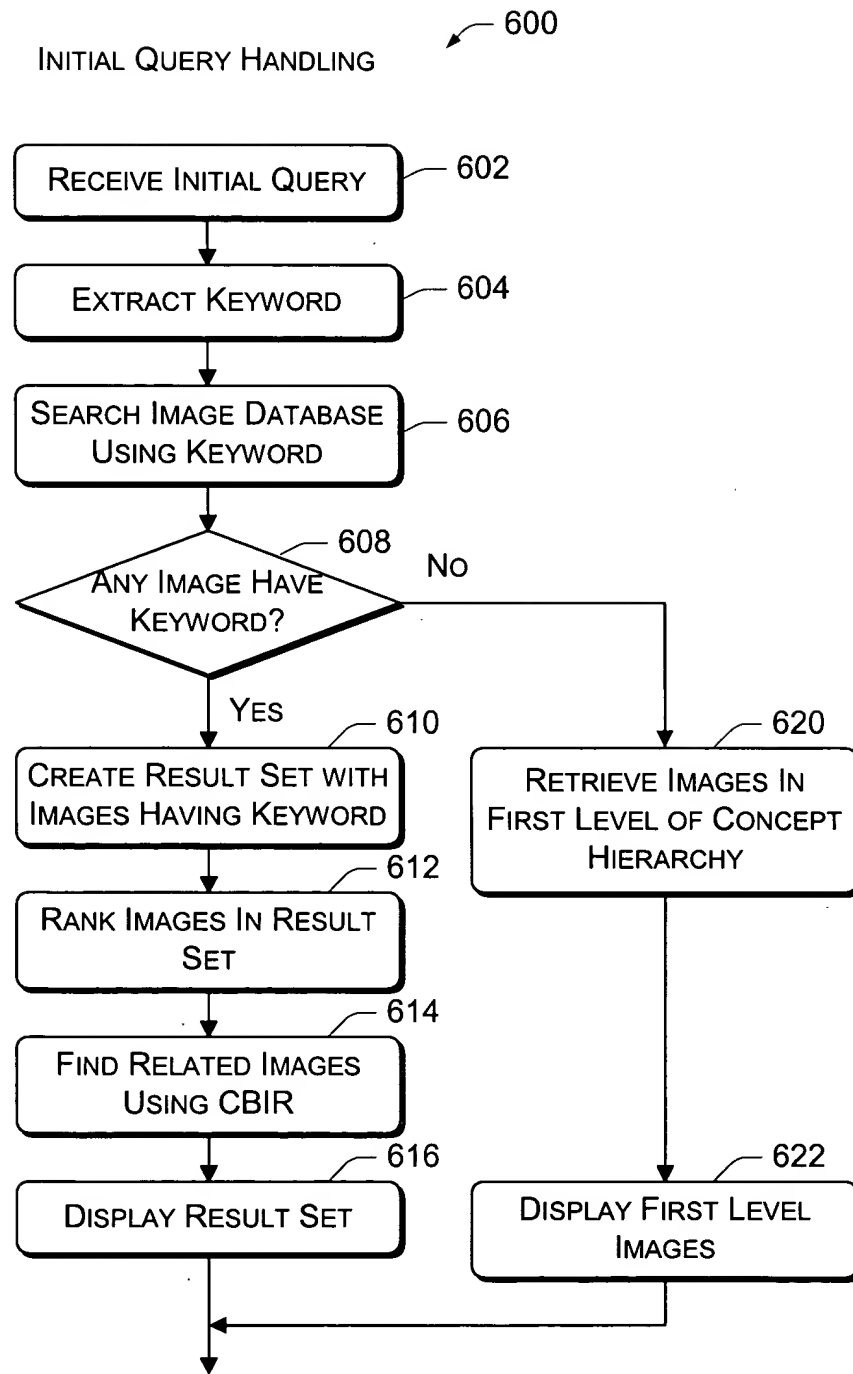 600
INITIAL QUERY HANDLING
RECEIVE INITIAL QUERY
602
EXTRACT KEYWORD
604
SEARCH IMAGE DATABASE
USING KEYWORD
606
608
ANY IMAGE HAVE
KEYWORD?
NO
YES
610
CREATE RESULT SET WITH
IMAGES HAVING KEYWORD
612
RANK IMAGES IN RESULT
SET
614
FIND RELATED IMAGES
USING CBIR
616
DISPLAY RESULT SET
620
RETRIEVE IMAGES IN
FIRST LEVEL OF CONCEPT
HIERARCHY
622
DISPLAY FIRST LEVEL
IMAGES